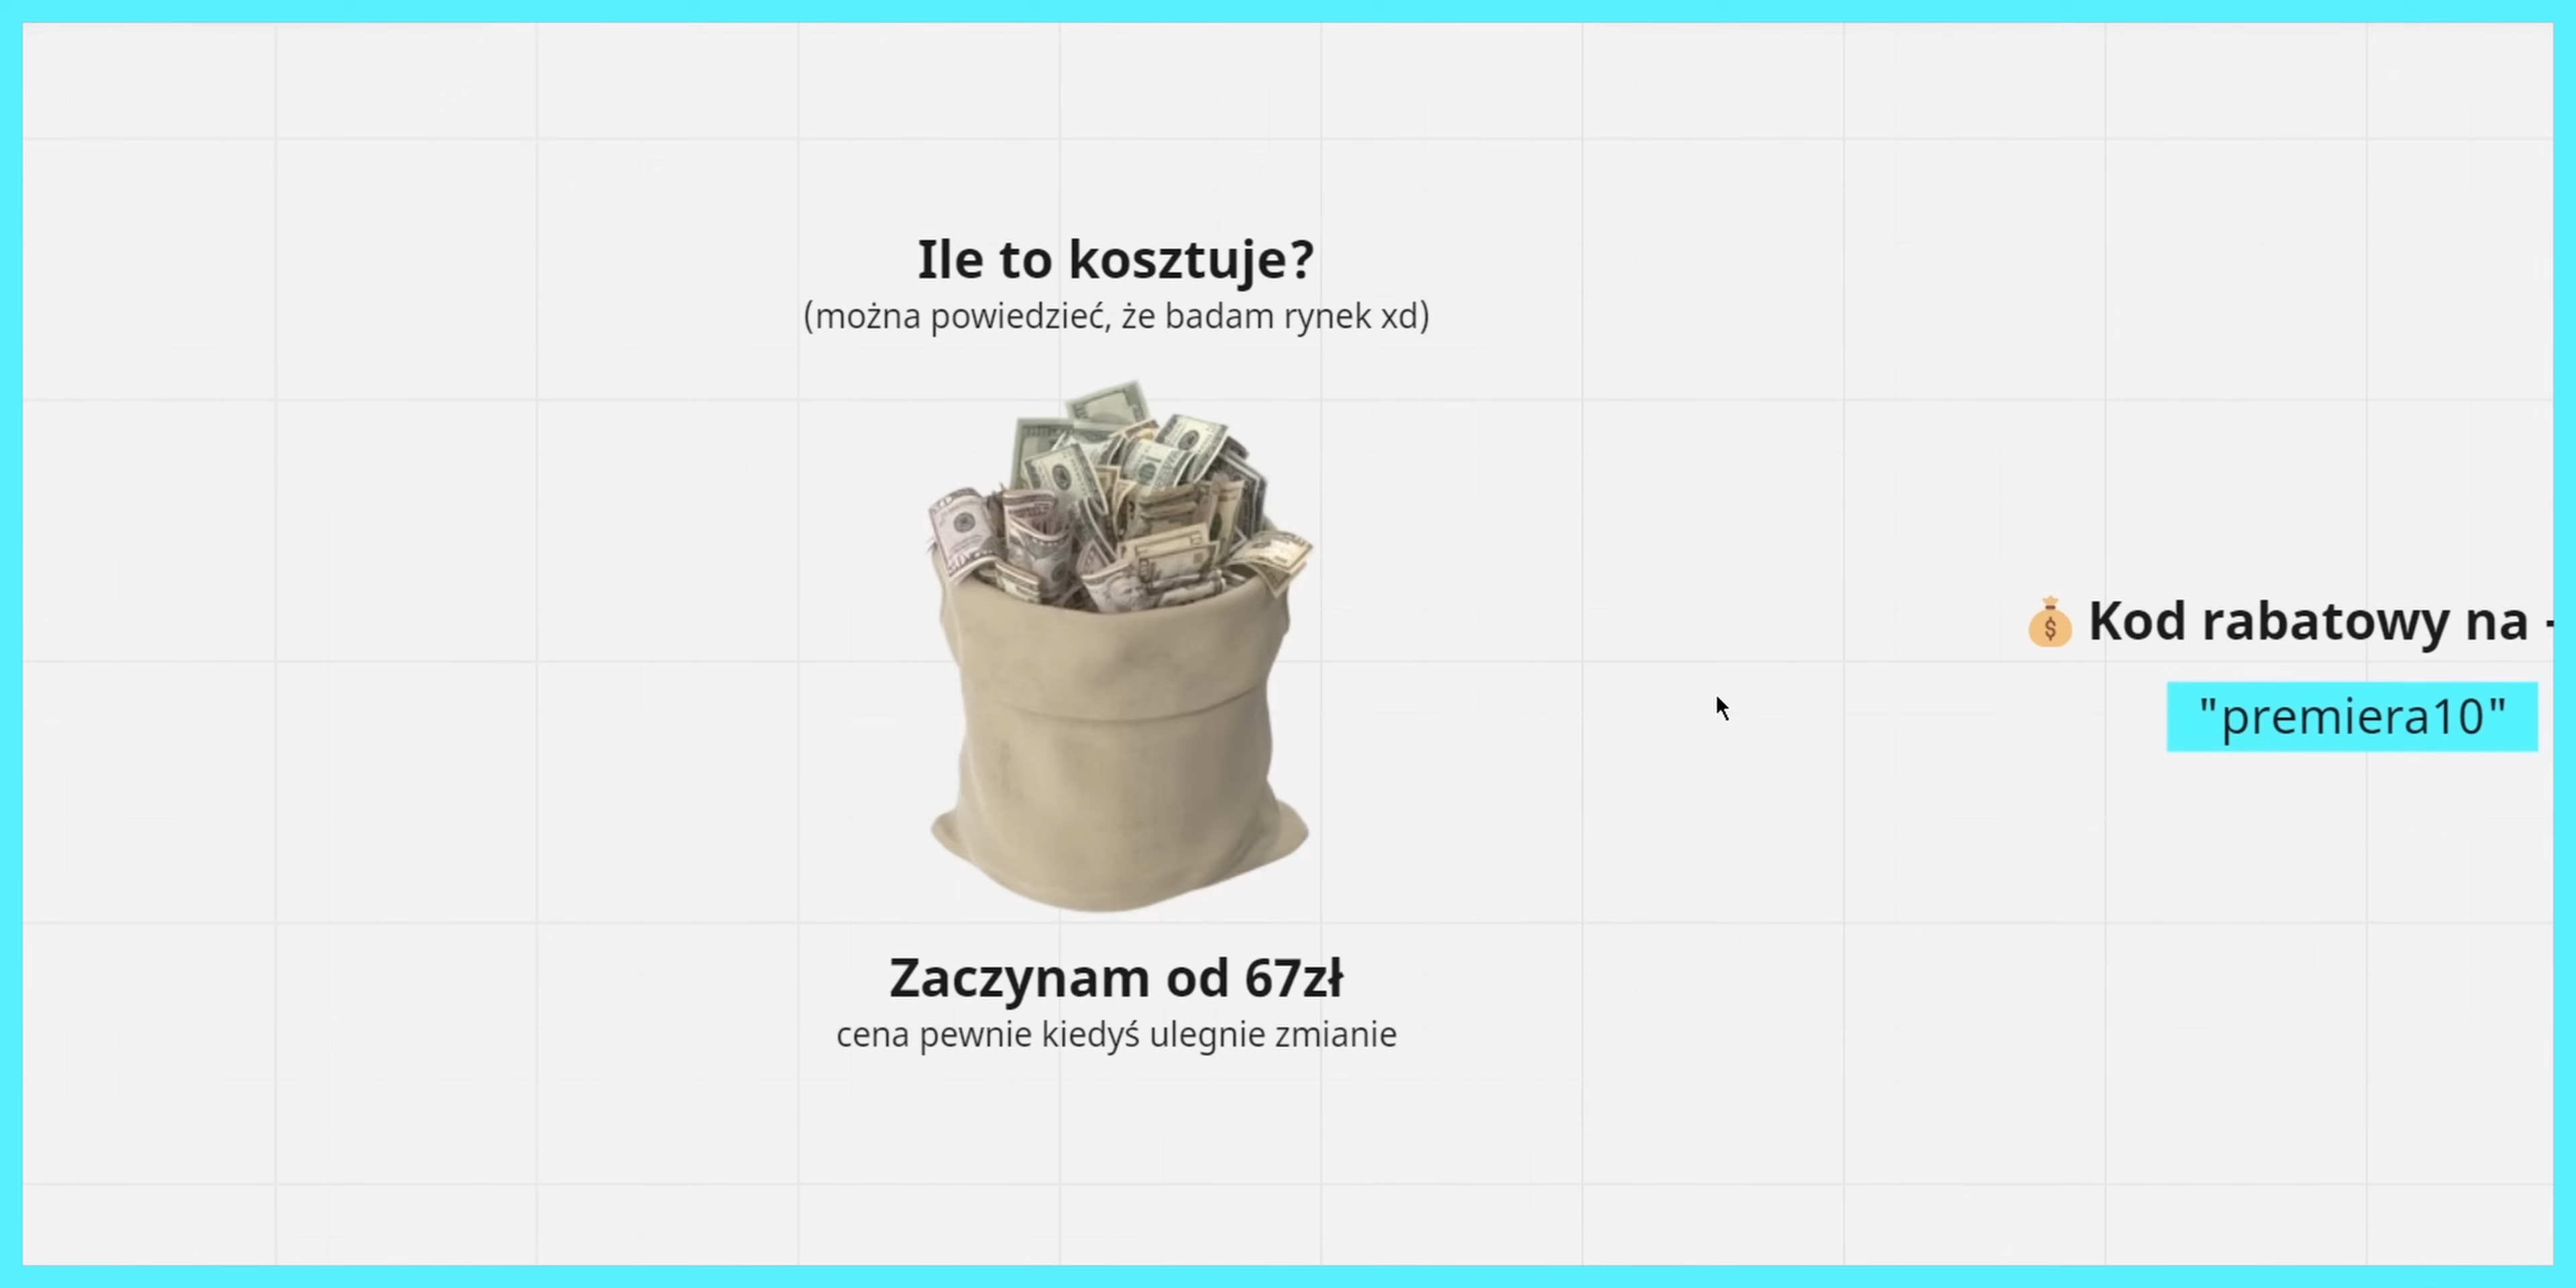 Ile to kosztuje?
(można powiedzieć, że badam rynek xd)
Kod rabatowy na -
"premiera10"
Zaczynam od 67zł
cena pewnie kiedyś ulegnie zmianie